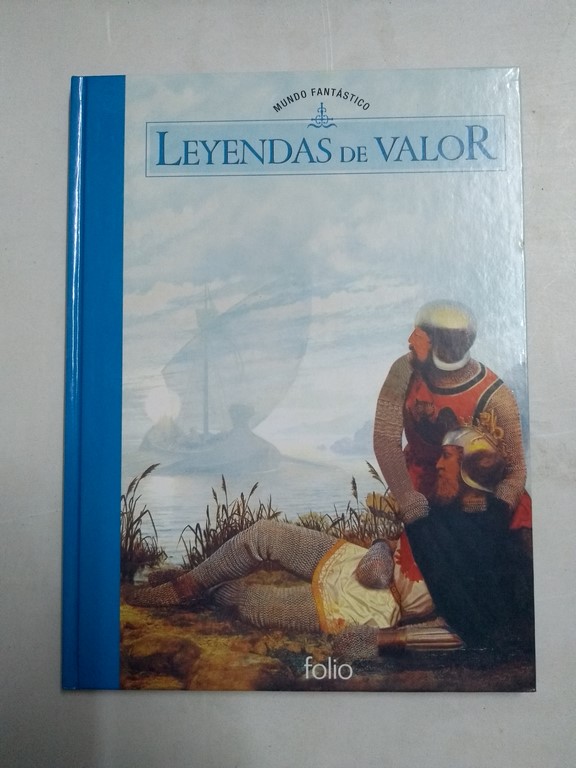 MUNDO FANTÁSTICO
LEYENDAS DE VALOR
folio